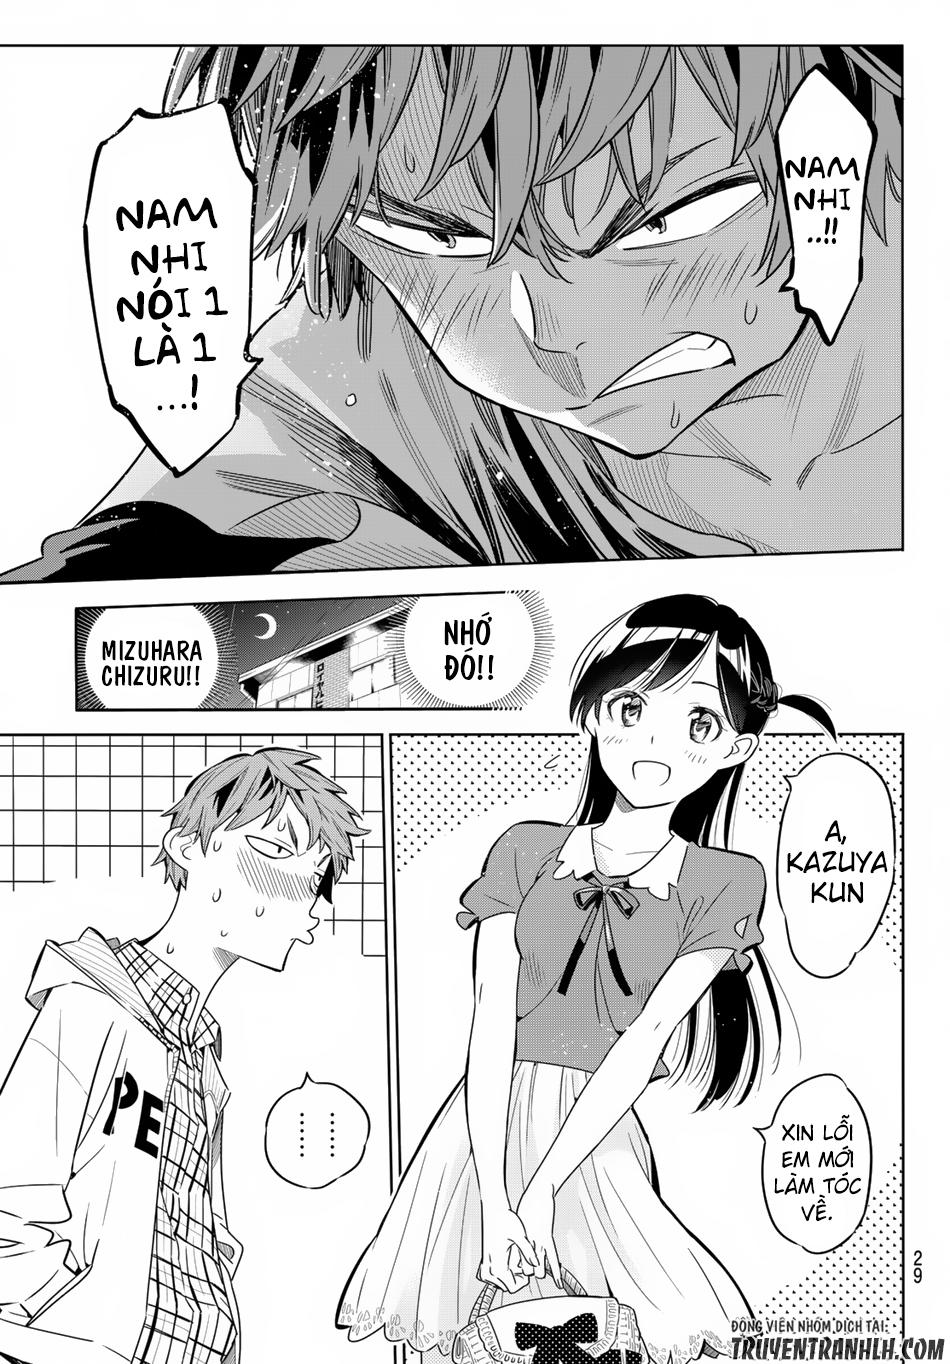 NAM
NHI
..!!
NAM
NHI
NÓI 1
LÀ 1
...!
NHỚ
ĐÓ!!
MIZUHARA
CHIZURU!!
A,
KAZUYA
KUN
XIN LỖI
EM MỚI
LÀM TÓC
VỀ.
PE
29
ĐỘNG VIÊN NHÓM DỊCH TẠI:
TRUYENTRANHLH.COM